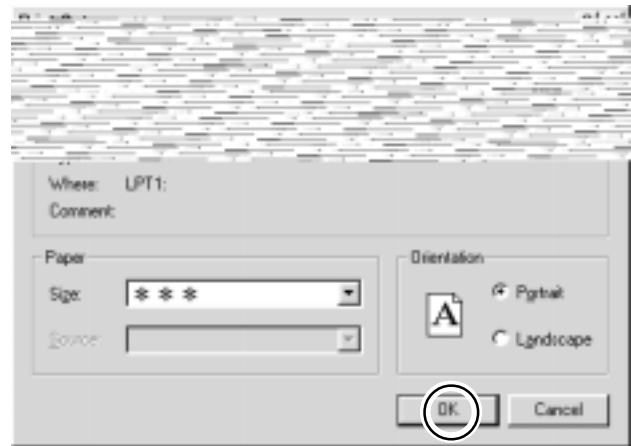 Where: LPT1:
Comment:
Paper
Size: * * *
Source:
Orientation
A
Portrait
Landscape
OK Cancel